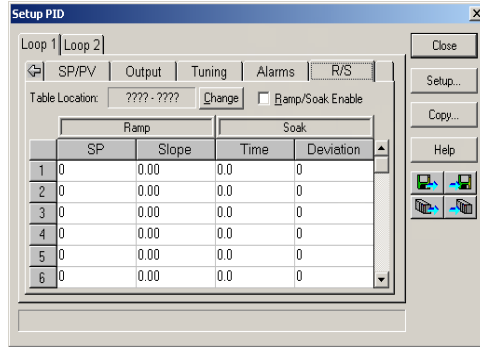 Setup PID
Loop 1 Loop 2
SP/PV Output Tuning Alarms R/S
Table Location: ???? - ???? Change Ramp/Soak Enable
Ramp Soak
SP Slope Time Deviation
1 0 0.00 0.0 0
2 0 0.00 0.0 0
3 0 0.00 0.0 0
4 0 0.00 0.0 0
5 0 0.00 0.0 0
6 0 0.00 0.0 0
Close
Setup...
Copy...
Help